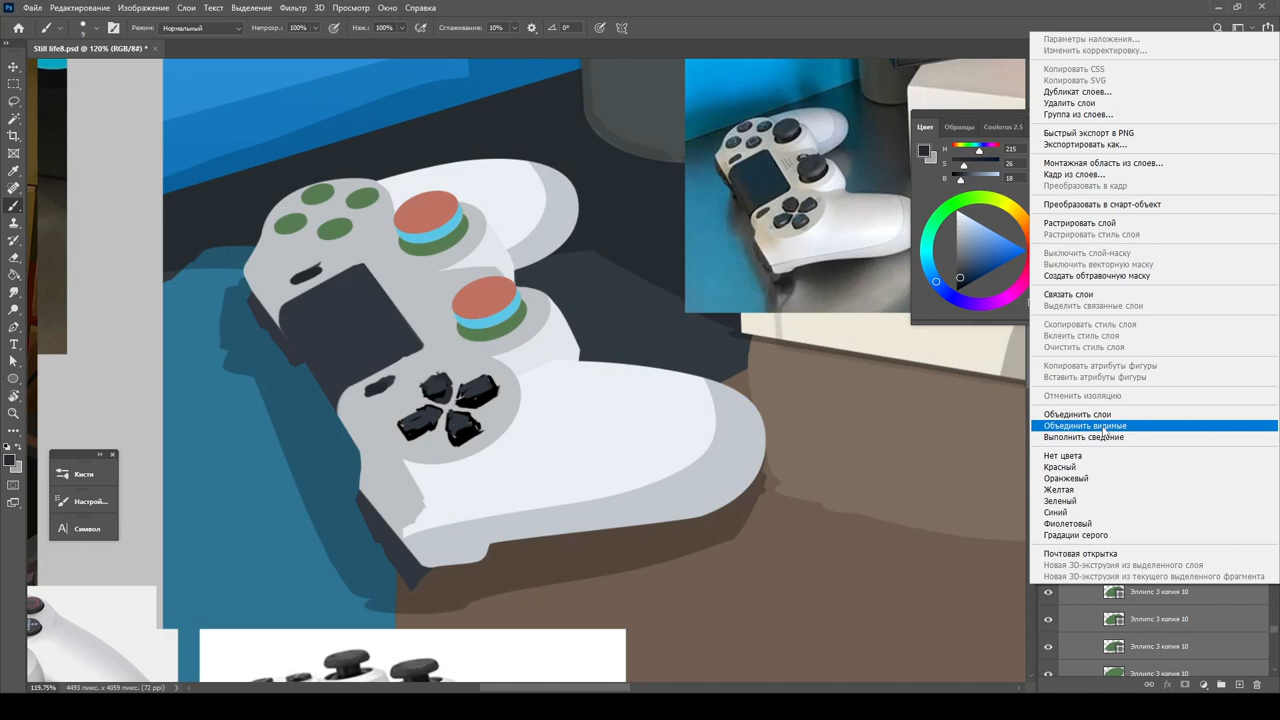 Файл Редактирование Изображение Слои Текст Выделение Фильтр 3D Просмотр Окно Справка
9 Режим: Нормальный Непрозр.: 100% Наж.: 100% Сглаживание: 10% 0°
Still life8.psd @ 120% (RGB/8#) *
Параметры наложения...
Изменить корректировку...
Копировать CSS
Копировать SVG
Дубликат слоев...
Удалить слои
Группа из слоев...
Быстрый экспорт в PNG
Экспортировать как...
Монтажная область из слоев...
Кадр из слоев...
Преобразовать в кадр
Преобразовать в смарт-объект
Растрировать слой
Растрировать стиль слоя
Выключить слой-маску
Выключить векторную маску
Создать обтравочную маску
Связать слои
Выделить связанные слои
Скопировать стиль слоя
Вклеить стиль слоя
Очистить стиль слоя
Копировать атрибуты фигуры
Вставить атрибуты фигуры
Отменить изоляцию
Объединить слои
Объединить видимые
Выполнить сведение
Нет цвета
Красный
Оранжевый
Желтая
Зеленый
Синий
Фиолетовый
Градации серого
Почтовая открытка
Новая 3D-экструзия из выделенного слоя
Новая 3D-экструзия из текущего выделенного фрагмента
Цвет Образцы Coolorus 2.5
H 215
S 26
B 18
Кисти
Настрой...
Символ
Эллипс 3 копия 10
Эллипс 3 копия 10
Эллипс 3 копия 10
Эллипс 3 копия 10
119,75% 4493 пикс. x 4059 пикс. (72 ppi)